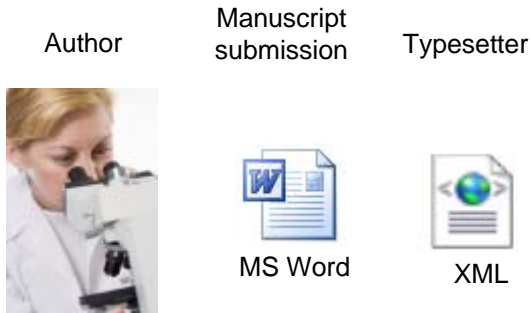 Author
Manuscript
submission
Typesetter
W
MS Word
XML